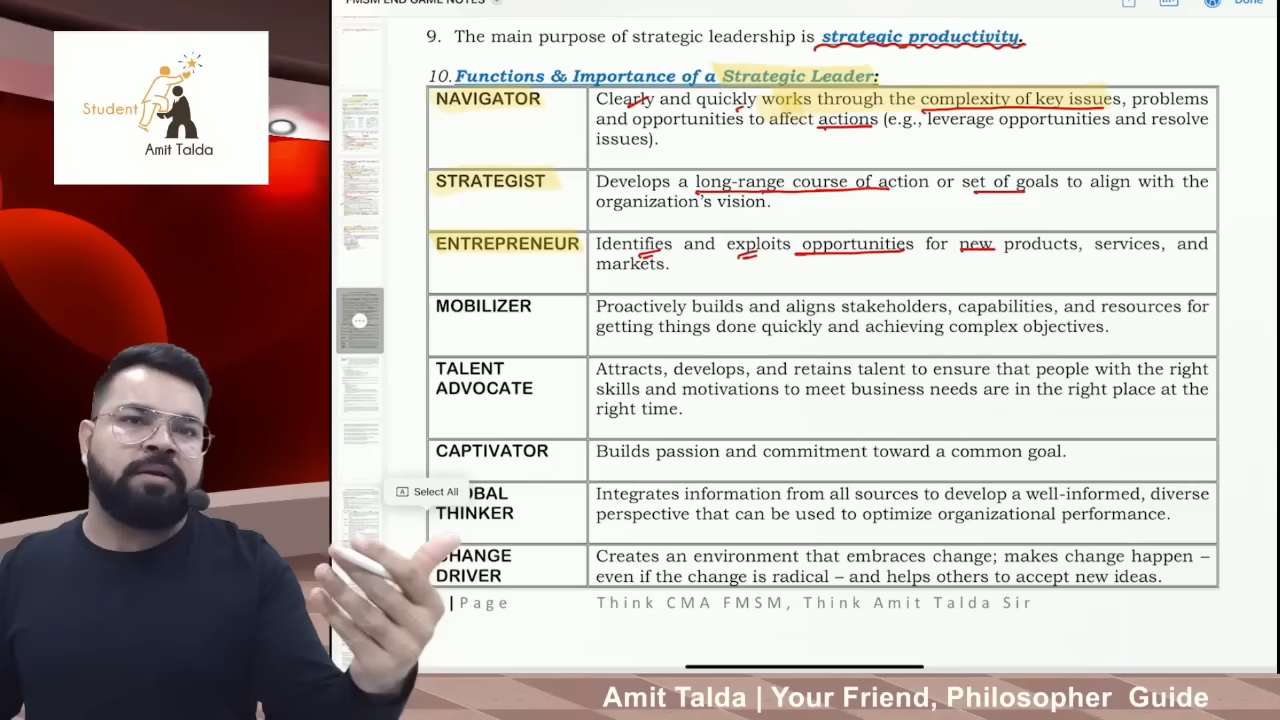 FMSM END GAME NOTES
Done
9. The main purpose of strategic leadership is strategic productivity.
10. Functions & Importance of a Strategic Leader:
NAVIGATOR
Clearly and quickly works through the complexity of key issues, problems
and opportunities to affect actions (e.g., leverage opportunities and resolve
issues).
STRATEGIST
Develops a long-range course of action or set of goals to align with the
organization's vision.
ENTREPRENEUR
Identifies and exploits opportunities for new products, services, and
markets.
MOBILIZER
Proactively builds and aligns stakeholders, capabilities, and resources for
getting things done quickly and achieving complex objectives.
TALENT
ADVOCATE
Attracts, develops, and retains talent to ensure that people with the right
skills and motivations to meet business needs are in the right place at the
right time.
CAPTIVATOR
Builds passion and commitment toward a common goal.
GLOBAL
THINKER
Integrates information from all sources to develop a well-informed, diverse
perspective that can be used to optimize organizational performance.
CHANGE
DRIVER
Creates an environment that embraces change; makes change happen –
even if the change is radical – and helps others to accept new ideas.
| Page Think CMA FMSM, Think Amit Talda Sir
Select All
Student
Amit Talda
Amit Talda | Your Friend, Philosopher Guide